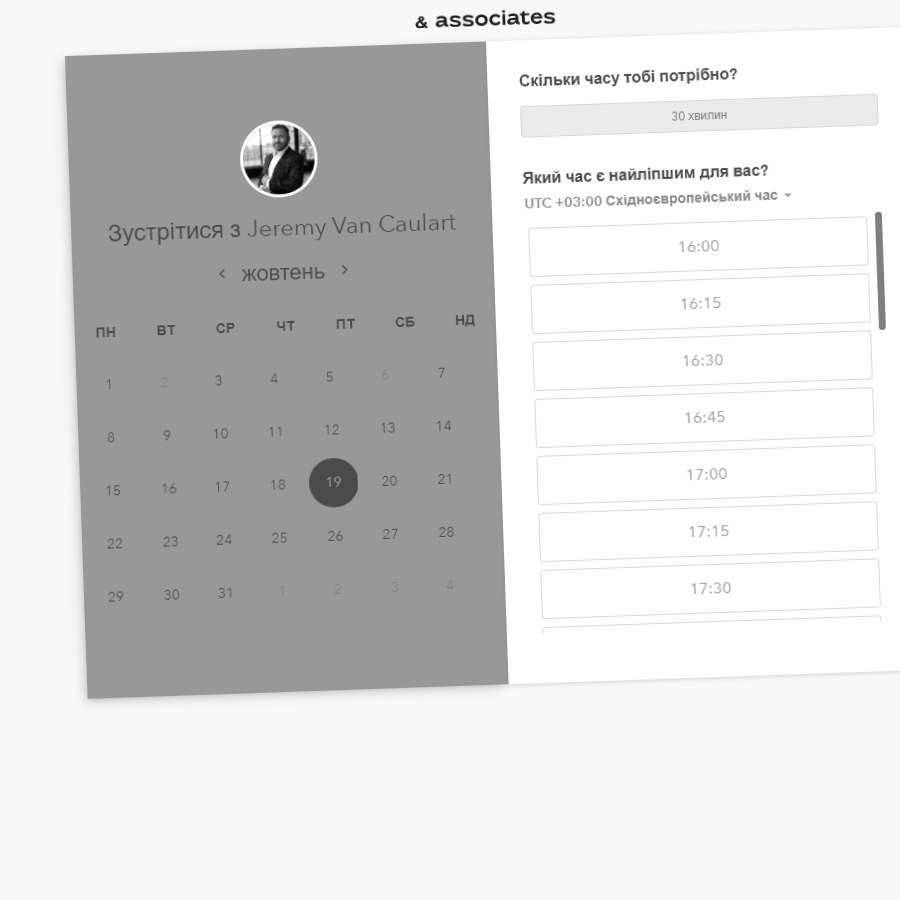 & associates
Зустрітися з Jeremy Van Caulart
жовтень
ПН ВТ СР ЧТ ПТ СБ НД
1 2 3 4 5 6 7
8 9 10 11 12 13 14
15 16 17 18 19 20 21
22 23 24 25 26 27 28
29 30 31 1 2 3 4
Скільки часу тобі потрібно?
30 хвилин
Який час є найліпшим для вас?
UTC +03:00 Східноєвропейський час
16:00
16:15
16:30
16:45
17:00
17:15
17:30